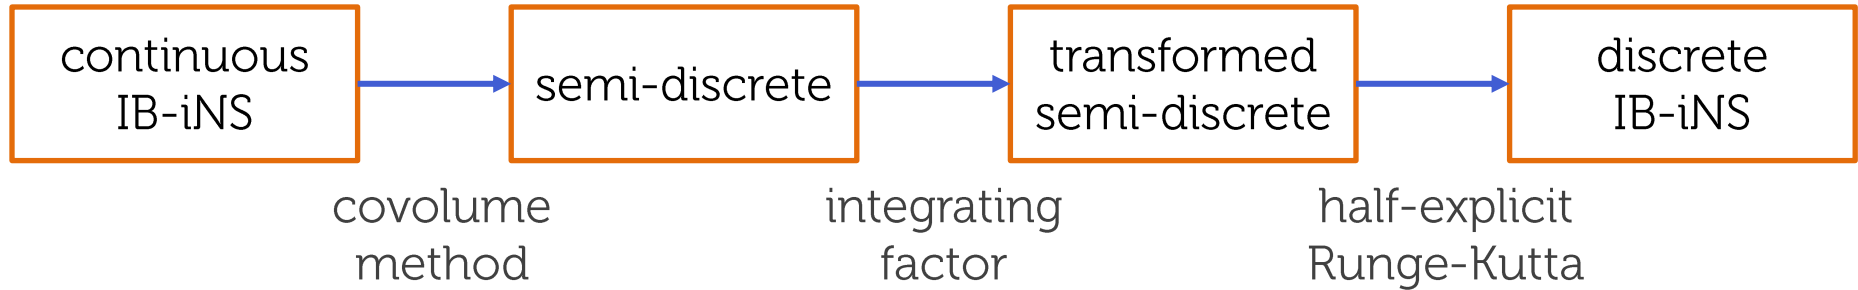 continuous
IB-iNS
semi-discrete
transformed
semi-discrete
discrete
IB-iNS
covolume
method
integrating
factor
half-explicit
Runge-Kutta